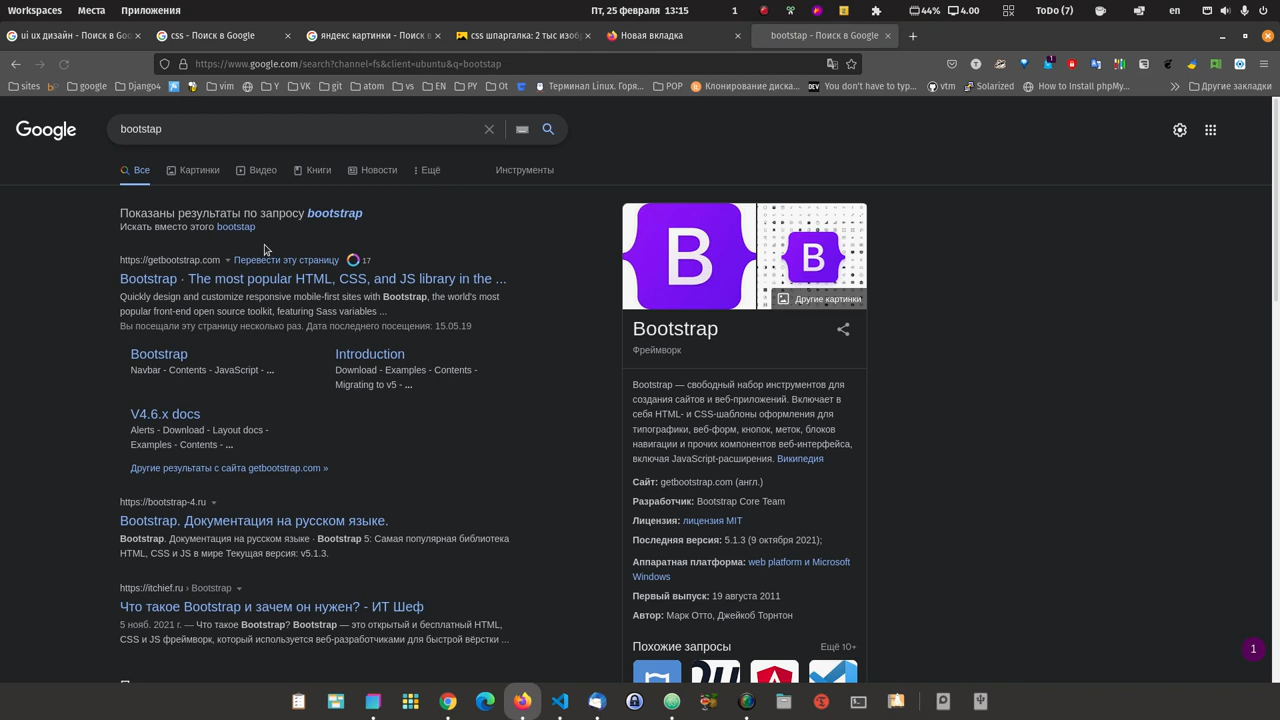 Workspaces Места Приложения Пт, 25 февраля 13:15 1 44% 4.00 ToDo (7) en
ui ux дизайн - Поиск в Goo css - Поиск в Google яндекс картинки - Поиск в css шпаргалка: 2 тыс изоб Новая вкладка bootstap - Поиск в Google
https://www.google.com/search?channel=fs&client=ubuntu&q=bootstap
sites google Django4 vim Y VK git atom vs EN PY Ot Терминал Linux. Горя... POP Клонирование диска... DEV You don't have to typ... vtm Solarized How to Install phpMy... Другие закладки
Google bootstap
Все Картинки Видео Книги Новости Ещё Инструменты
Показаны результаты по запросу bootstrap
Искать вместо этого bootstap
https://getbootstrap.com Перевести эту страницу 17
Bootstrap · The most popular HTML, CSS, and JS library in the ...
Quickly design and customize responsive mobile-first sites with Bootstrap, the world's most
popular front-end open source toolkit, featuring Sass variables ...
Вы посещали эту страницу несколько раз. Дата последнего посещения: 15.05.19
Bootstrap
Navbar - Contents - JavaScript - ...
Introduction
Download - Examples - Contents -
Migrating to v5 - ...
V4.6.x docs
Alerts - Download - Layout docs -
Examples - Contents - ...
Другие результаты с сайта getbootstrap.com »
https://bootstrap-4.ru
Bootstrap. Документация на русском языке.
Bootstrap. Документация на русском языке · Bootstrap 5: Самая популярная библиотека
HTML, CSS и JS в мире Текущая версия: v5.1.3.
https://itchief.ru › Bootstrap
Что такое Bootstrap и зачем он нужен? - ИТ Шеф
5 нояб. 2021 г. — Что такое Bootstrap? Bootstrap — это открытый и бесплатный HTML,
CSS и JS фреймворк, который используется веб-разработчиками для быстрой вёрстки ...
B B
Другие картинки
Bootstrap
Фреймворк
Bootstrap — свободный набор инструментов для
создания сайтов и веб-приложений. Включает в
себя HTML- и CSS-шаблоны оформления для
типографики, веб-форм, кнопок, меток, блоков
навигации и прочих компонентов веб-интерфейса,
включая JavaScript-расширения. Википедия
Сайт: getbootstrap.com (англ.)
Разработчик: Bootstrap Core Team
Лицензия: лицензия MIT
Последняя версия: 5.1.3 (9 октября 2021);
Аппаратная платформа: web platform и Microsoft
Windows
Первый выпуск: 19 августа 2011
Автор: Марк Отто, Джейкоб Торнтон
Похожие запросы Ещё 10+
1